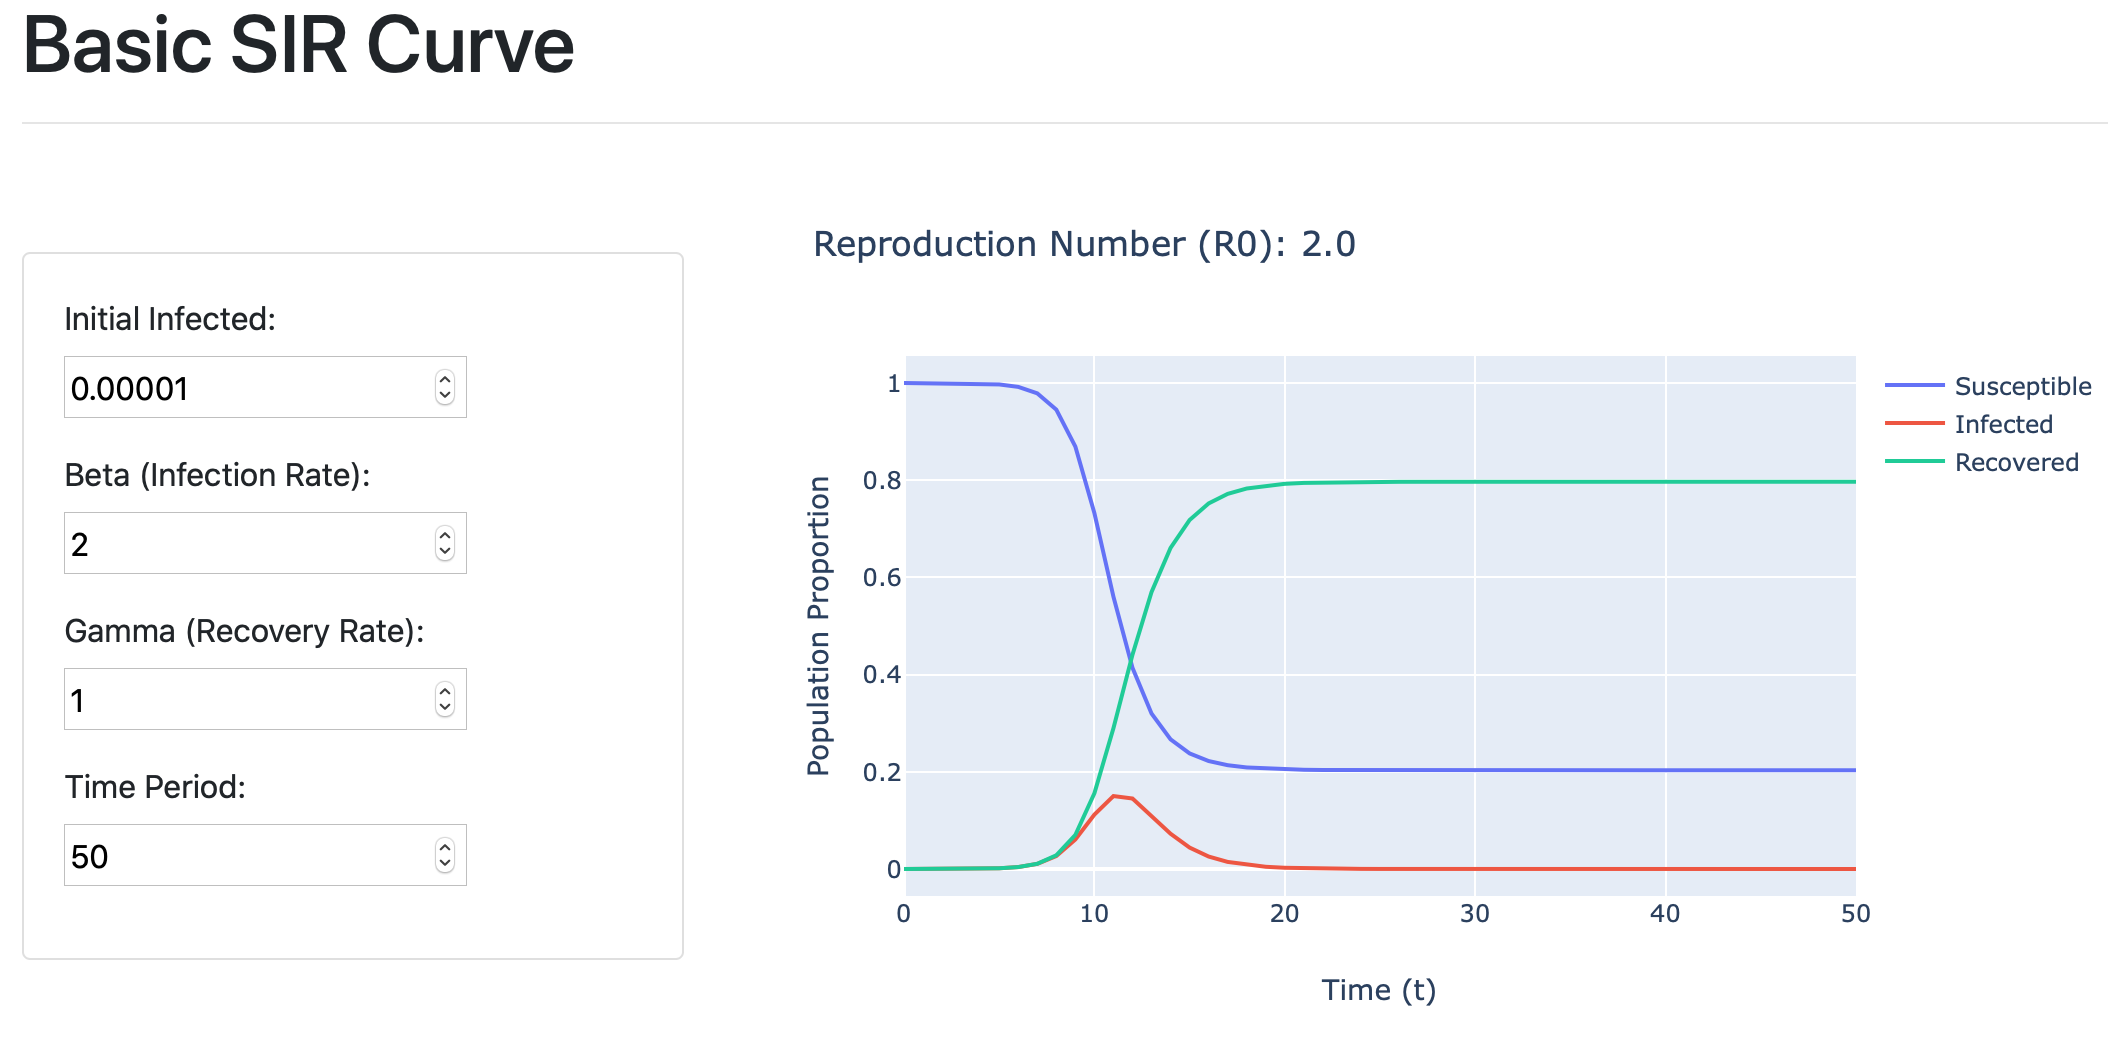 Basic SIR Curve
Initial Infected:
0.00001
Beta (Infection Rate):
2
Gamma (Recovery Rate):
1
Time Period:
50
Reproduction Number (R0): 2.0
Population Proportion
1
0.8
0.6
0.4
0.2
0
0 10 20 30 40 50
Time (t)
Susceptible
Infected
Recovered